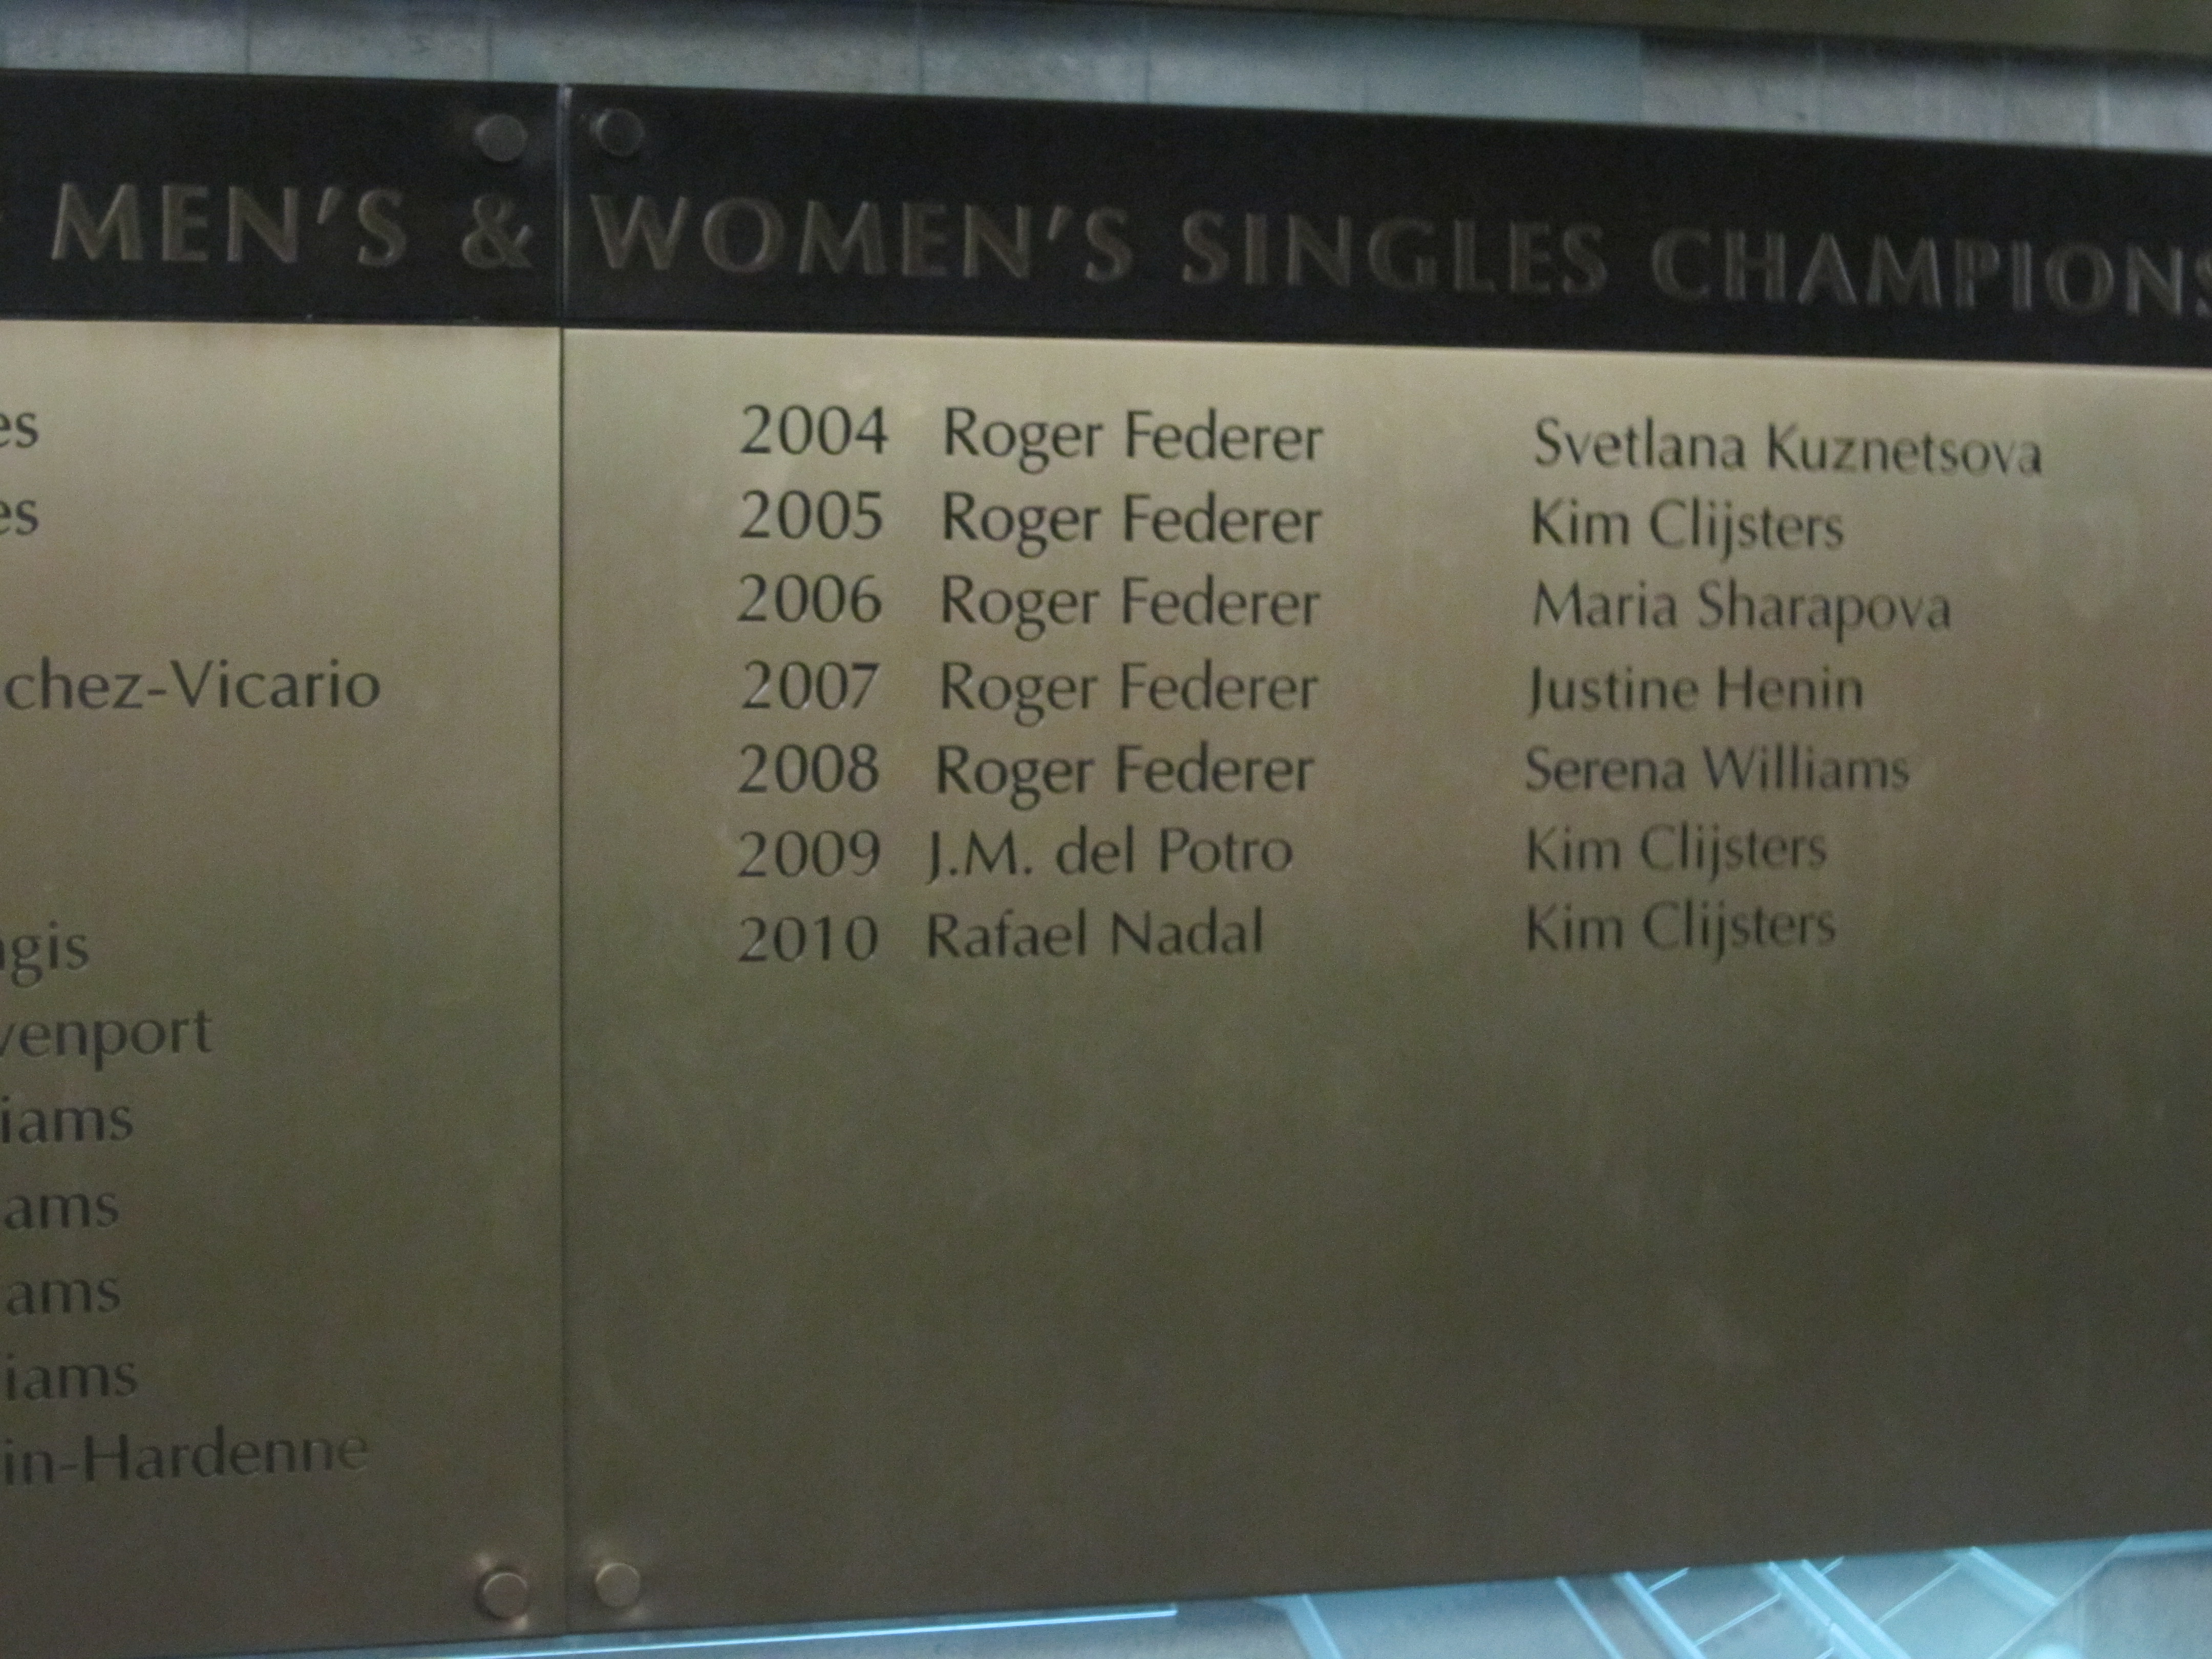 MEN'S & WOMEN'S SINGLES CHAMPIONS
es
es
chez-Vicario
gis
venport
iams
ams
ams
iams
in-Hardenne
2004 Roger Federer Svetlana Kuznetsova
2005 Roger Federer Kim Clijsters
2006 Roger Federer Maria Sharapova
2007 Roger Federer Justine Henin
2008 Roger Federer Serena Williams
2009 J.M. del Potro Kim Clijsters
2010 Rafael Nadal Kim Clijsters